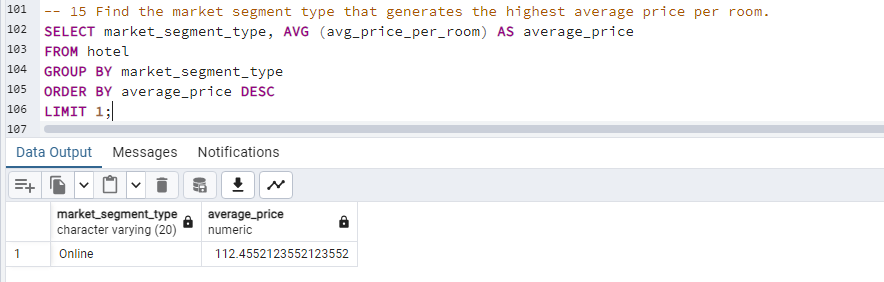 101 -- 15 Find the market segment type that generates the highest average price per room.
102 SELECT market_segment_type, AVG (avg_price_per_room) AS average_price
103 FROM hotel
104 GROUP BY market_segment_type
105 ORDER BY average_price DESC
106 LIMIT 1;
107
Data Output Messages Notifications
market_segment_type average_price
character varying (20) numeric
1 Online 112.4552123552123552